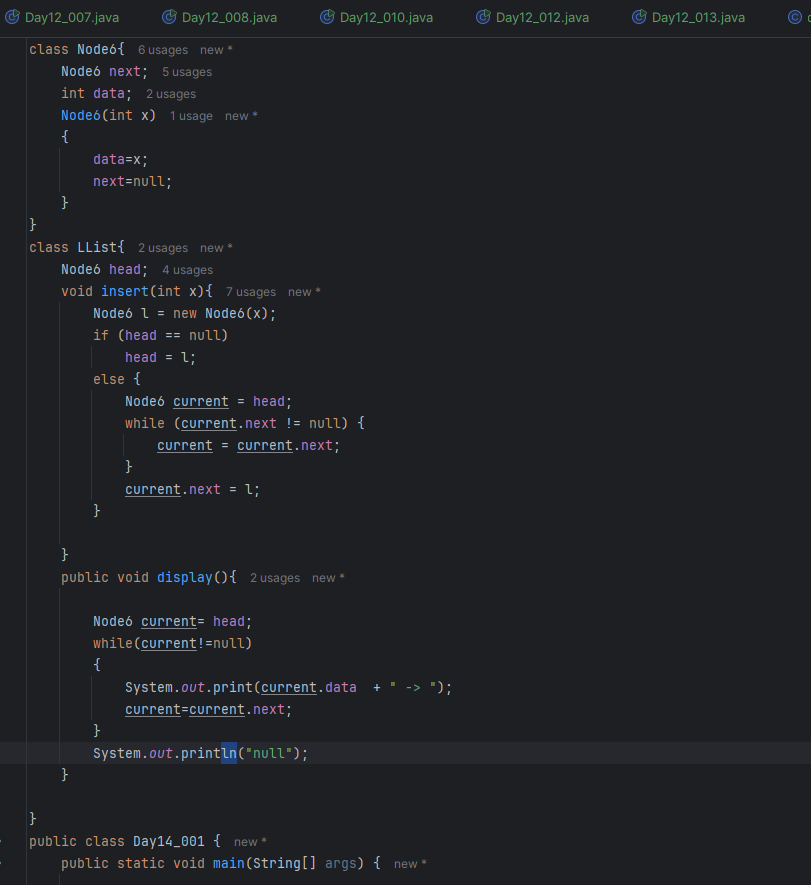 Day12_007.java Day12_008.java Day12_010.java Day12_012.java Day12_013.java
class Node6{ 6 usages new *
Node6 next; 5 usages
int data; 2 usages
Node6(int x) 1 usage new *
{
data=x;
next=null;
}
}
class LList{ 2 usages new *
Node6 head; 4 usages
void insert(int x){ 7 usages new *
Node6 l = new Node6(x);
if (head == null)
head = l;
else {
Node6 current = head;
while (current.next != null) {
current = current.next;
}
current.next = l;
}
}
public void display(){ 2 usages new *
Node6 current= head;
while(current!=null)
{
System.out.print(current.data  + " -> ");
current=current.next;
}
System.out.println("null");
}
}
public class Day14_001 { new *
public static void main(String[] args) { new *